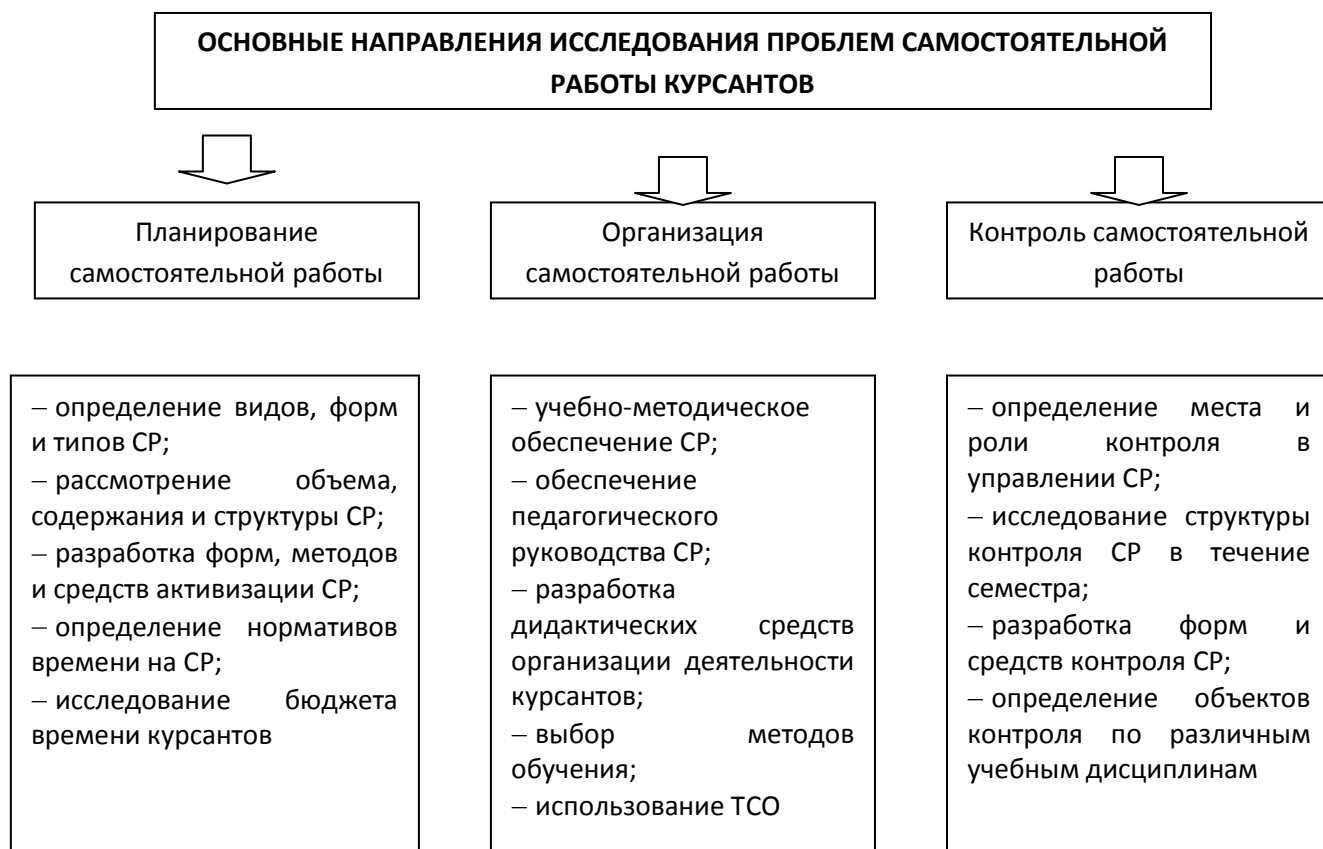 ОСНОВНЫЕ НАПРАВЛЕНИЯ ИССЛЕДОВАНИЯ ПРОБЛЕМ САМОСТОЯТЕЛЬНОЙ
РАБОТЫ КУРСАНТОВ
Планирование
самостоятельной работы
Организация
самостоятельной работы
Контроль самостоятельной
работы
– определение видов, форм
и типов СР;
– рассмотрение объема,
содержания и структуры СР;
– разработка форм, методов
и средств активизации СР;
– определение нормативов
времени на СР;
– исследование бюджета
времени курсантов
– учебно-методическое
обеспечение СР;
– обеспечение
педагогического
руководства СР;
– разработка
дидактических средств
организации деятельности
курсантов;
– выбор методов
обучения;
– использование ТСО
– определение места и
роли контроля в
управлении СР;
– исследование структуры
контроля СР в течение
семестра;
– разработка форм и
средств контроля СР;
– определение объектов
контроля по различным
учебным дисциплинам